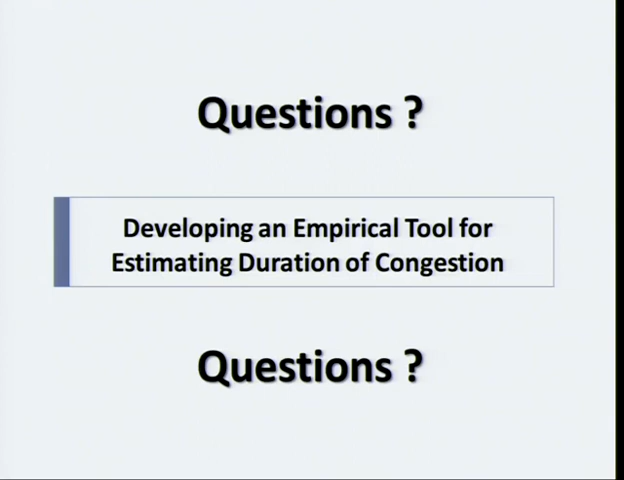 Questions ?
Developing an Empirical Tool for
Estimating Duration of Congestion
Questions ?